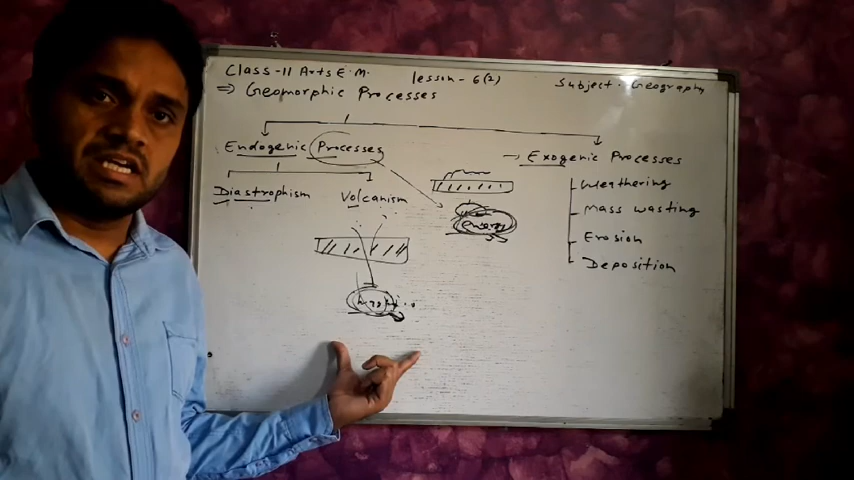 Class-11 Arts E.M. lesson-6(2) Subject. Geography
⇒ Geomorphic Processes
Endogenic Processes
→ Exogenic Processes
Diastrophism Volcanism
Weathering
Mass wasting
Erosion
Deposition
energy